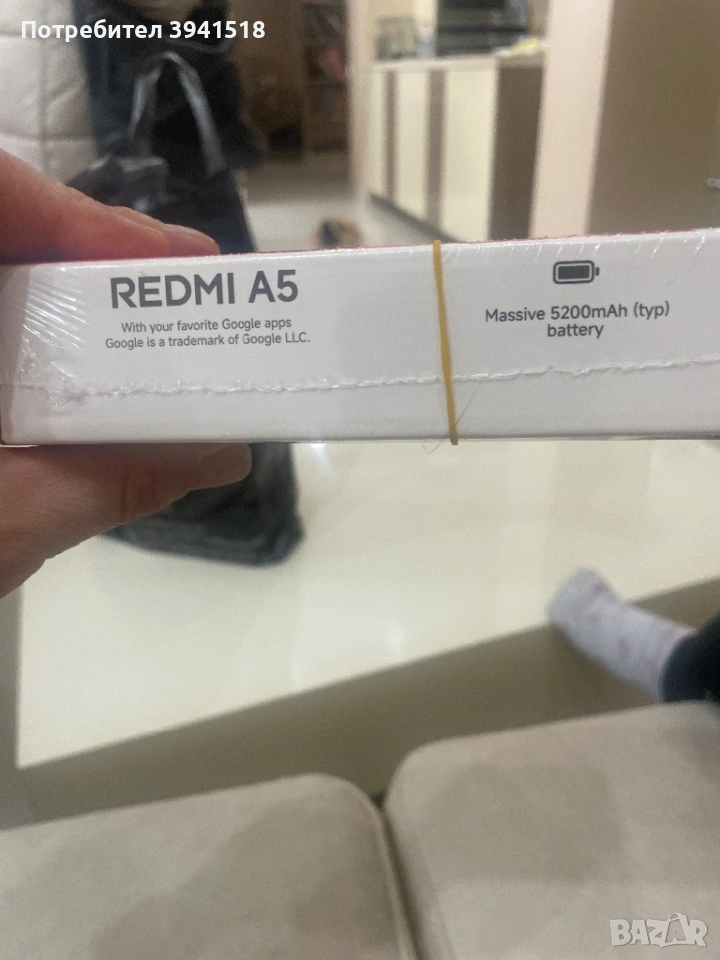 Потребител 3941518
REDMI A5
With your favorite Google apps
Google is a trademark of Google LLC.
Massive 5200mAh (typ)
battery
BAZAR